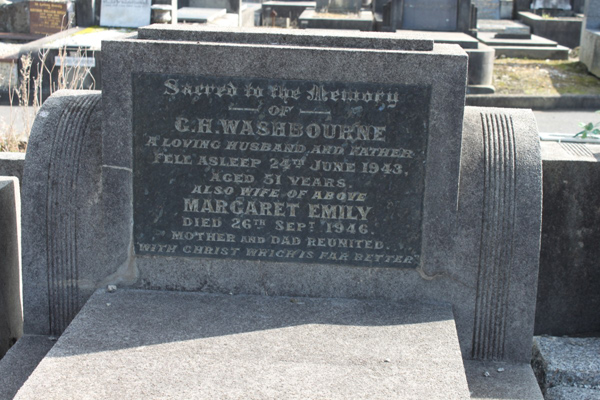 Sacred to the Memory
OF
C.H. WASHBOURNE
A LOVING HUSBAND AND FATHER
FELL ASLEEP 24TH JUNE 1943.
AGED 51 YEARS.
ALSO WIFE OF ABOVE
MARGARET EMILY
DIED 26TH SEPT 1946.
MOTHER AND DAD REUNITED.
WITH CHRIST WHICH IS FAR BETTER